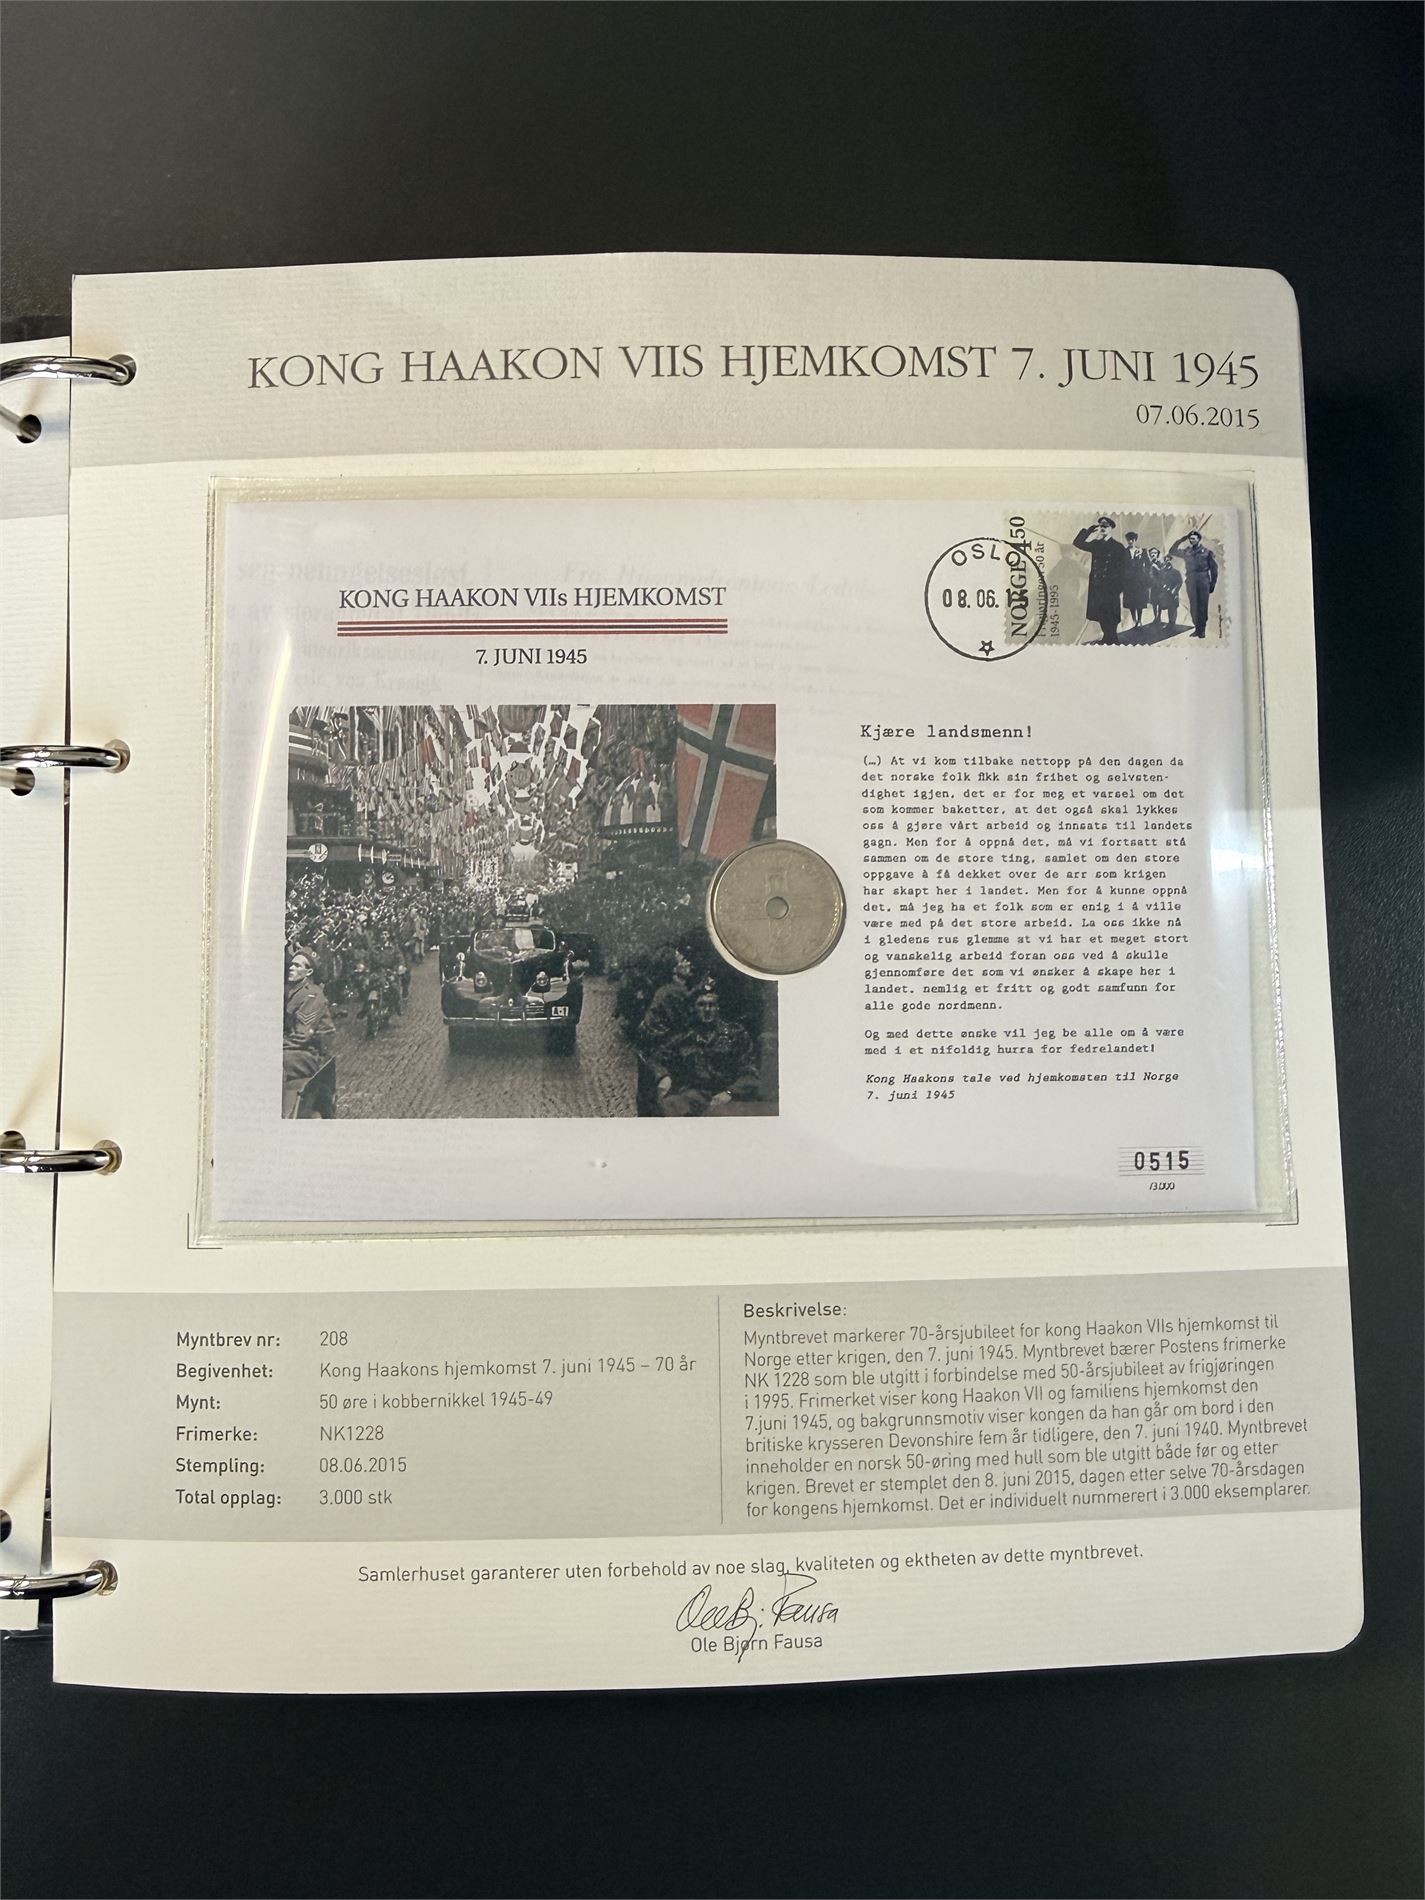 KONG HAAKON VIIS HJEMKOMST 7. JUNI 1945
07.06.2015
KONG HAAKON VIIs HJEMKOMST
7. JUNI 1945
OSLO
08.06.1
NORGE 450
Frigjøringen 50 år
1945-1995
Kjære landsmenn!
(…) At vi kom tilbake nettopp på den dagen da
det norske folk fikk sin frihet og selvsten-
dighet igjen, det er for meg et varsel om det
som kommer baketter, at det også skal lykkes
oss å gjøre vårt arbeid og innsats til landets
gagn. Men for å oppnå det, må vi fortsatt stå
sammen om de store ting, samlet om den store
oppgave å få dekket over de arr som krigen
har skapt her i landet. Men for å kunne oppnå
det, må jeg ha et folk som er enig i å ville
være med på det store arbeid. La oss ikke nå
i gledens rus glemme at vi har et meget stort
og vanskelig arbeid foran oss ved å skulle
gjennomføre det som vi ønsker å skape her i
landet, nemlig et fritt og godt samfunn for
alle gode nordmenn.
Og med dette ønske vil jeg be alle om å være
med i et nifoldig hurra for fedrelandet!
Kong Haakons tale ved hjemkomsten til Norge
7. juni 1945
0515
/3.000
Myntbrev nr: 208
Begivenhet: Kong Haakons hjemkomst 7. juni 1945 – 70 år
Mynt: 50 øre i kobbernikkel 1945-49
Frimerke: NK1228
Stempling: 08.06.2015
Total opplag: 3.000 stk
Beskrivelse:
Myntbrevet markerer 70-årsjubileet for kong Haakon VIIs hjemkomst til
Norge etter krigen, den 7. juni 1945. Myntbrevet bærer Postens frimerke
NK 1228 som ble utgitt i forbindelse med 50-årsjubileet av frigjøringen
i 1995. Frimerket viser kong Haakon VII og familiens hjemkomst den
7.juni 1945, og bakgrunnsmotiv viser kongen da han går om bord i den
britiske krysseren Devonshire fem år tidligere, den 7. juni 1940. Myntbrevet
inneholder en norsk 50-øring med hull som ble utgitt både før og etter
krigen. Brevet er stemplet den 8. juni 2015, dagen etter selve 70-årsdagen
for kongens hjemkomst. Det er individuelt nummerert i 3.000 eksemplarer.
Samlerhuset garanterer uten forbehold av noe slag, kvaliteten og ektheten av dette myntbrevet.
Ole Bj. Fausa
Ole Bjørn Fausa